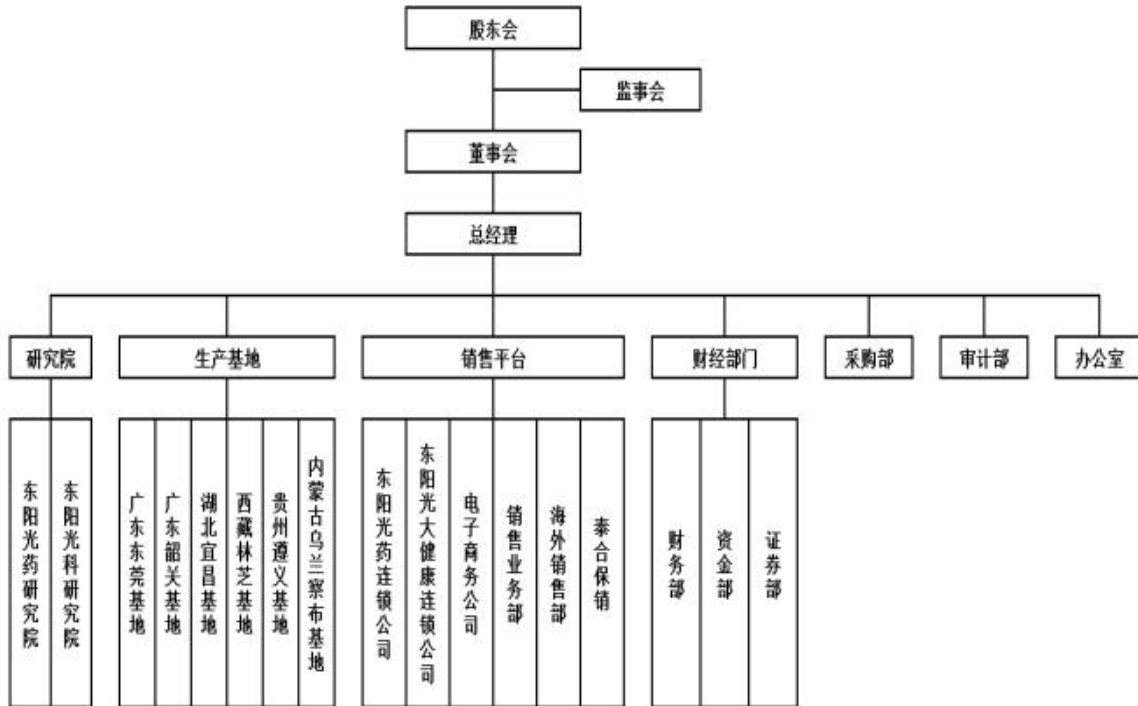 股东会
监事会
董事会
总经理
研究院
生产基地
销售平台
财经部门
采购部
审计部
办公室
东阳光药研究院
东阳光科研究院
广东东莞基地
广东韶关基地
湖北宜昌基地
西藏林芝基地
贵州遵义基地
内蒙古乌兰察布基地
东阳光药连锁公司
东阳光大健康连锁公司
电子商务公司
销售业务部
海外销售部
泰合保销
财务部
资金部
证券部